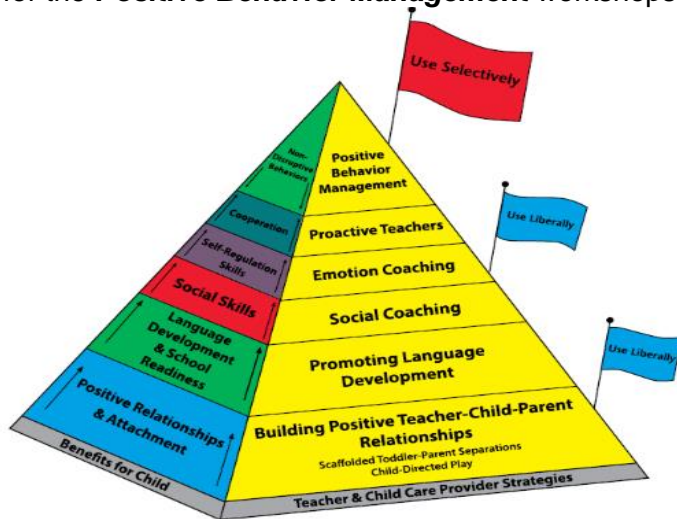 for the Positive Behavior Management workshops
Use Selectively
Non-
Disruptive
Behaviors
Positive
Behavior
Management
Cooperation
Proactive Teachers
Use Liberally
Self-Regulation
Skills
Emotion Coaching
Social Skills
Social Coaching
Language
Development
& School
Readiness
Promoting Language
Development
Use Liberally
Positive Relationships
& Attachment
Building Positive Teacher-Child-Parent
Relationships
Scaffolded Toddler-Parent Separations
Child-Directed Play
Benefits for Child
Teacher & Child Care Provider Strategies